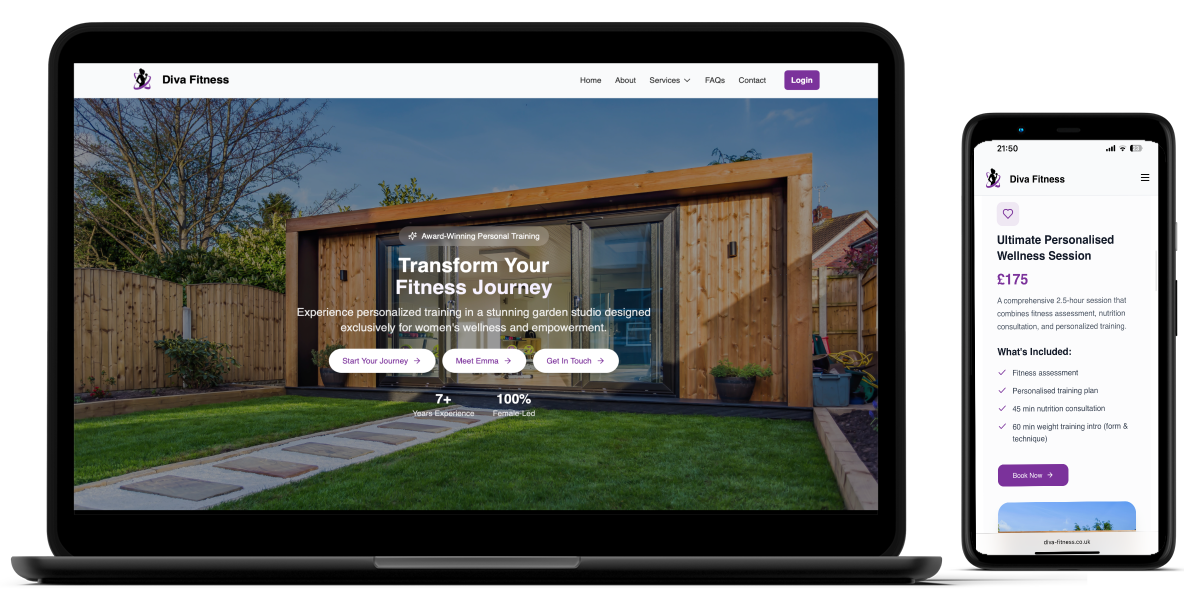 Diva Fitness
Home About Services FAQs Contact Login
Award-Winning Personal Training
Transform Your
Fitness Journey
Experience personalized training in a stunning garden studio designed
exclusively for women's wellness and empowerment.
Start Your Journey → Meet Emma → Get In Touch →
7+ 100%
Years Experience Female-Led
21:50
Diva Fitness
Ultimate Personalised
Wellness Session
£175
A comprehensive 2.5-hour session that
combines fitness assessment, nutrition
consultation, and personalized training.
What's Included:
Fitness assessment
Personalised training plan
45 min nutrition consultation
60 min weight training intro (form &
technique)
Book Now →
diva-fitness.co.uk